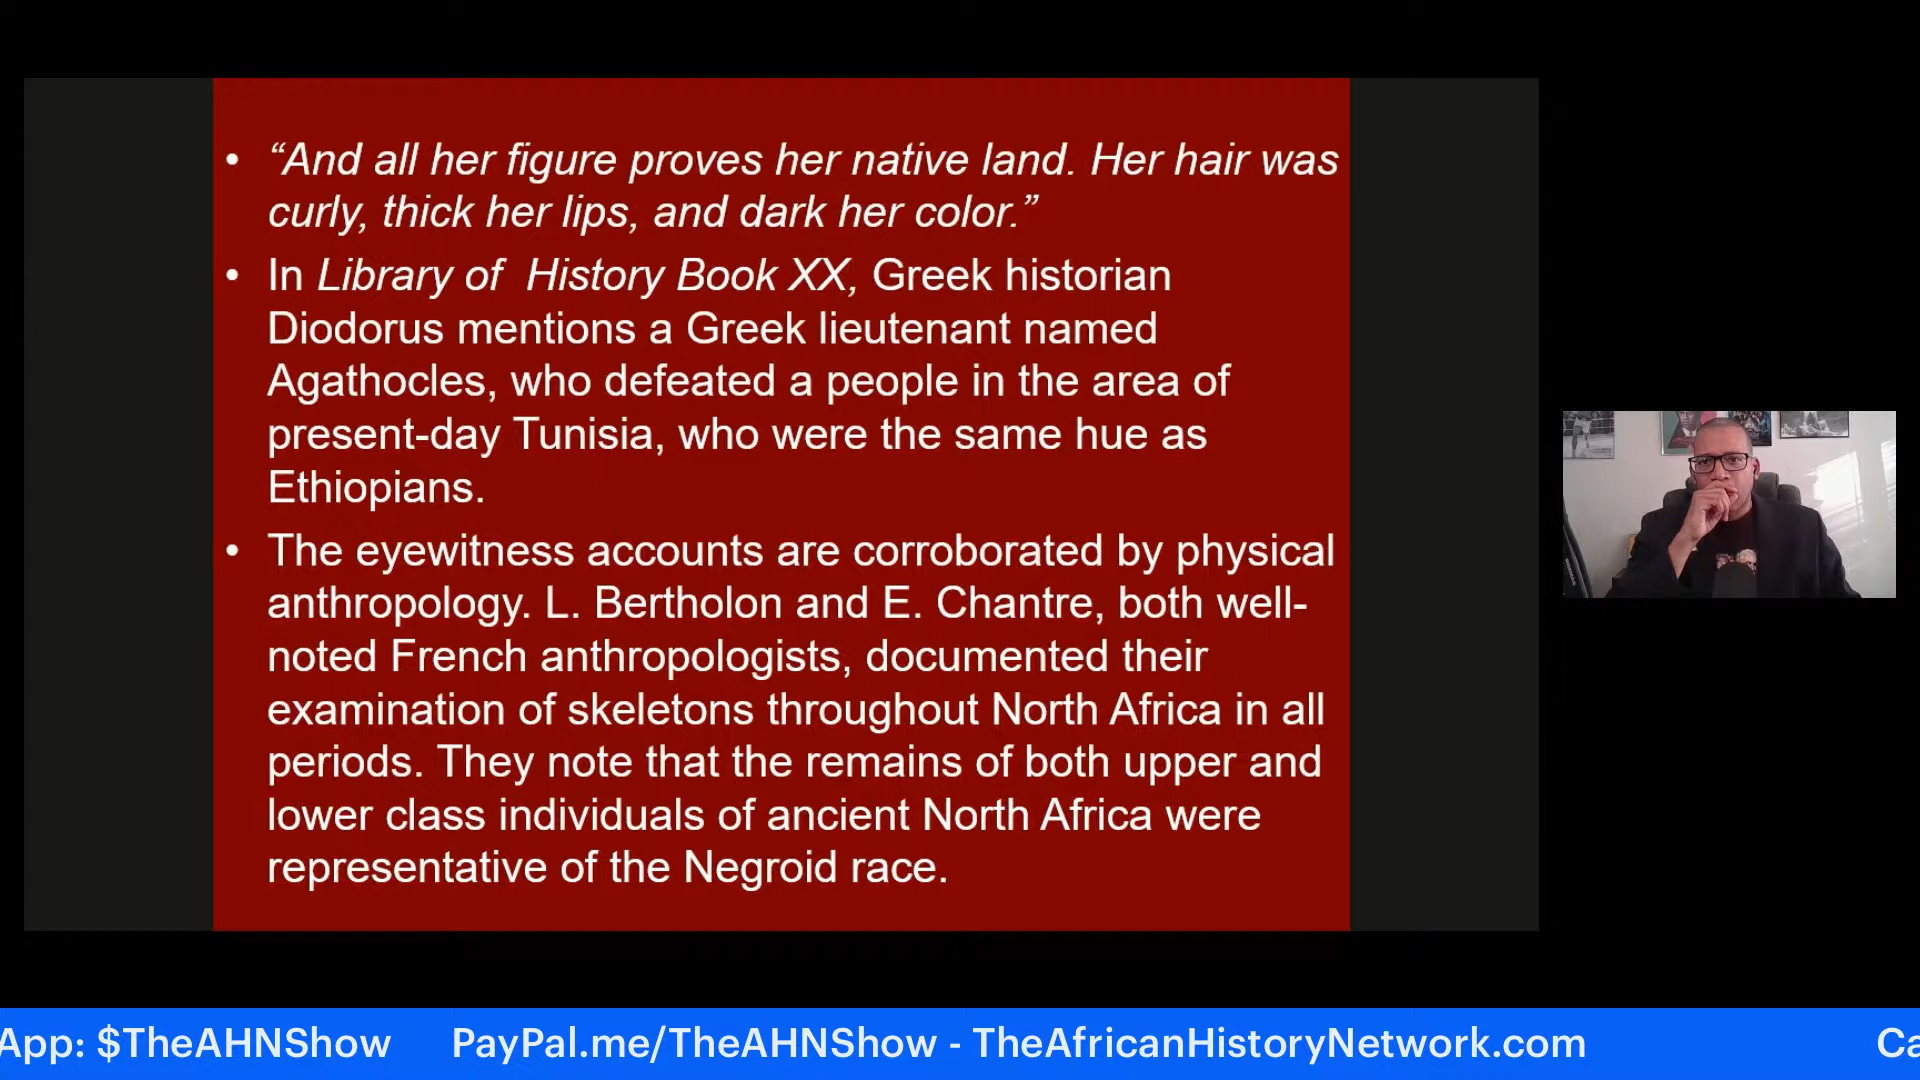 • “And all her figure proves her native land. Her hair was
curly, thick her lips, and dark her color.”
• In Library of  History Book XX, Greek historian
Diodorus mentions a Greek lieutenant named
Agathocles, who defeated a people in the area of
present-day Tunisia, who were the same hue as
Ethiopians.
• The eyewitness accounts are corroborated by physical
anthropology. L. Bertholon and E. Chantre, both well-
noted French anthropologists, documented their
examination of skeletons throughout North Africa in all
periods. They note that the remains of both upper and
lower class individuals of ancient North Africa were
representative of the Negroid race.
App: $TheAHNShow PayPal.me/TheAHNShow - TheAfricanHistoryNetwork.com Ca